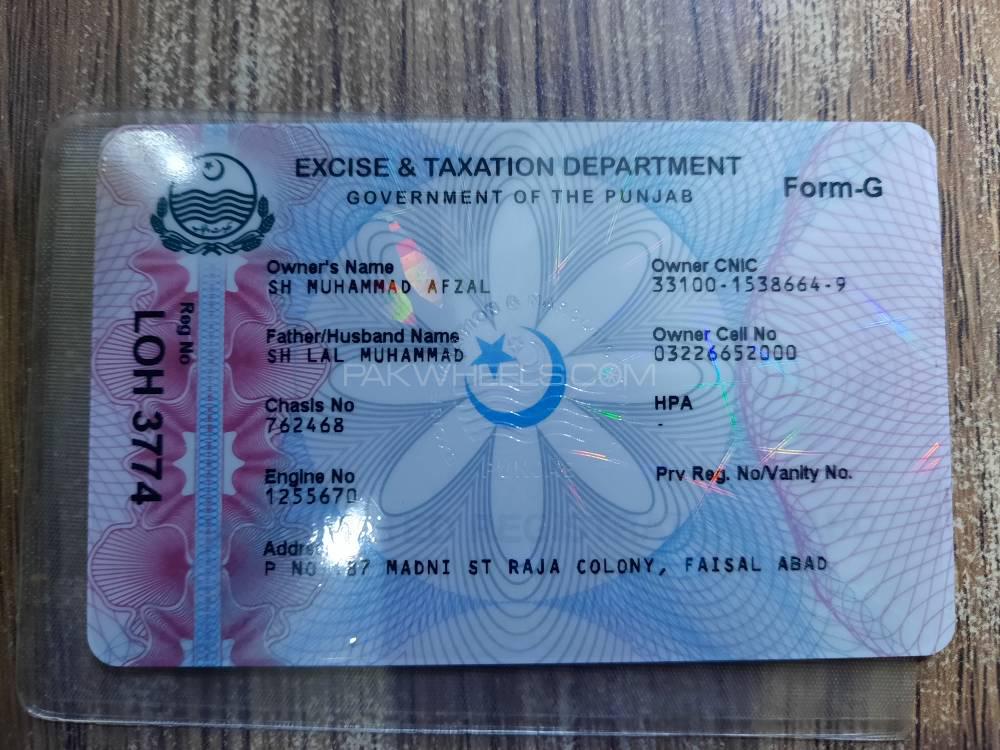 EXCISE & TAXATION DEPARTMENT
GOVERNMENT OF THE PUNJAB
Form-G
Reg No
LOH 3774
Owner's Name
SH MUHAMMAD AFZAL
Owner CNIC
33100-1538664-9
Father/Husband Name
SH LAL MUHAMMAD
Owner Cell No
03226652000
PAKWHEELS.COM
Chasis No
762468
HPA
-
Engine No
1255670
Prv Reg. No/Vanity No.
P NO 87 MADNI ST RAJA COLONY, FAISAL ABAD